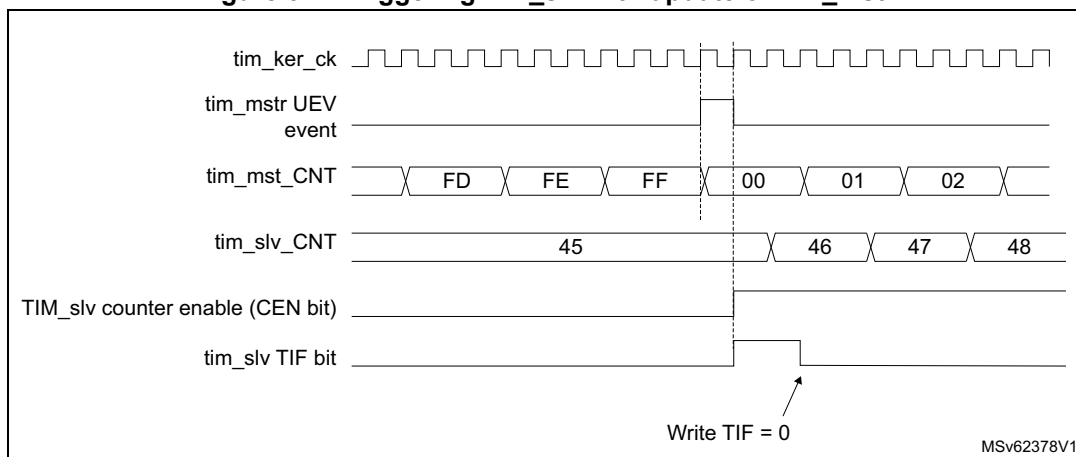 tim_ker_ck
tim_mstr UEV
event
tim_mst_CNT FD FE FF 00 01 02
tim_slv_CNT 45 46 47 48
TIM_slv counter enable (CEN bit)
tim_slv TIF bit
Write TIF = 0
MSv62378V1